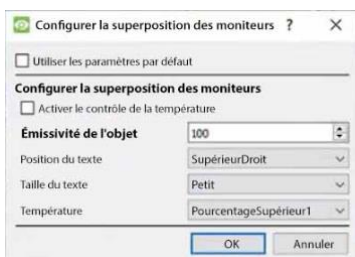 Configurer la superposition des moniteurs ?
Utiliser les paramètres par défaut
Configurer la superposition des moniteurs
Activer le contrôle de la température
Émissivité de l'objet 100
Position du texte SupérieurDroit
Taille du texte Petit
Température PourcentageSupérieur1
OK Annuler